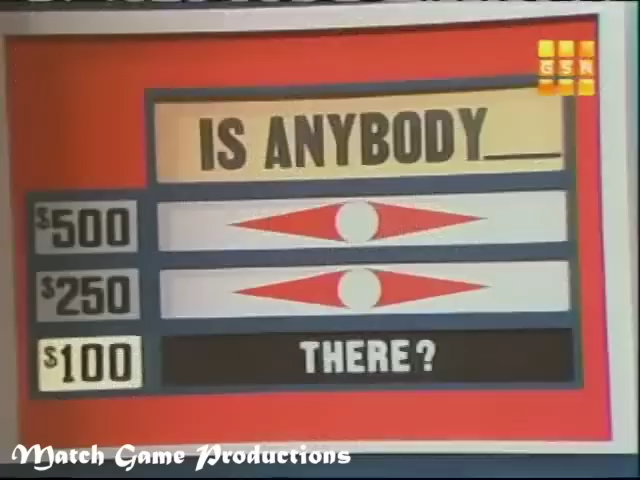 GSN
IS ANYBODY___
$500
$250
$100 THERE?
Match Game Productions